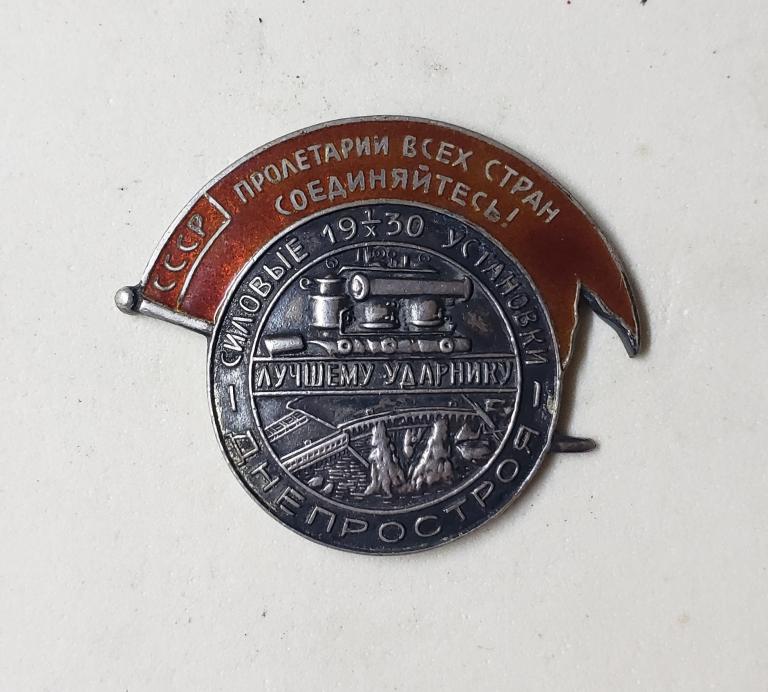 СССР
ПРОЛЕТАРИИ ВСЕХ СТРАН
СОЕДИНЯЙТЕСЬ!
СИЛОВЫЕ 19 1/X 30 УСТАНОВКИ
ЛУЧШЕМУ УДАРНИКУ
ДНЕПРОСТРОЯ